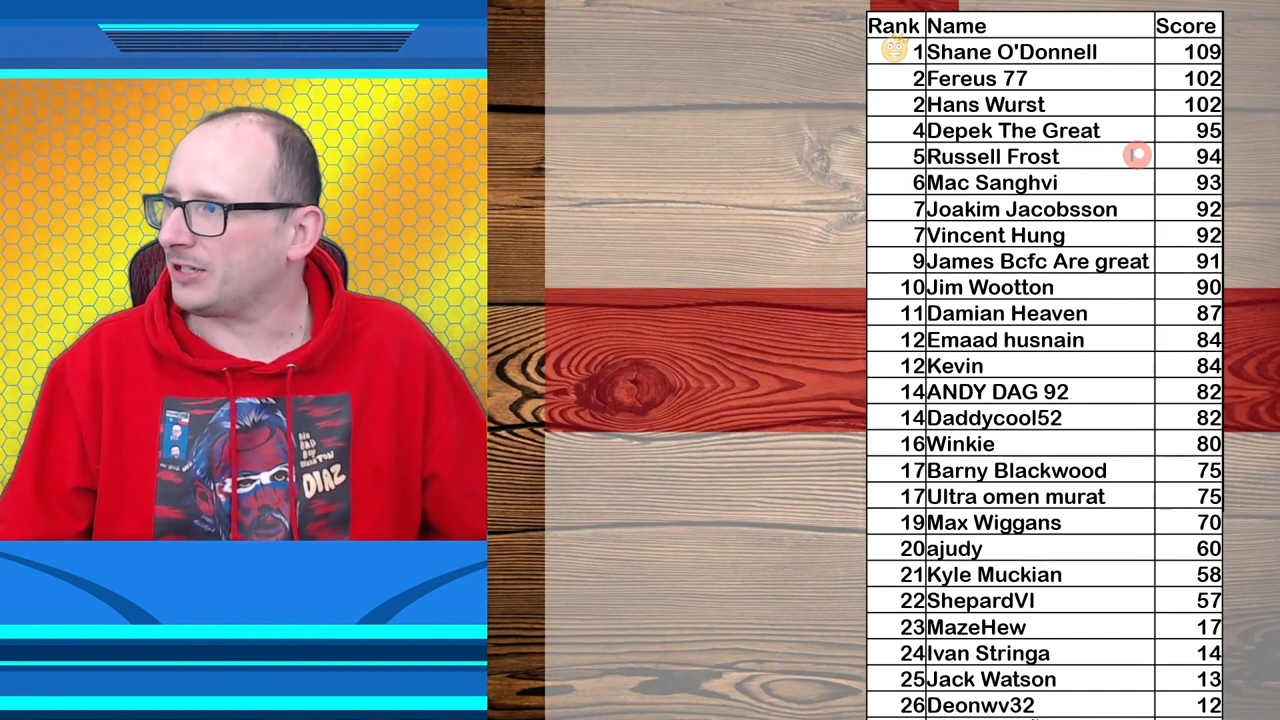 Rank Name Score
1 Shane O'Donnell 109
2 Fereus 77 102
2 Hans Wurst 102
4 Depek The Great 95
5 Russell Frost 94
6 Mac Sanghvi 93
7 Joakim Jacobsson 92
7 Vincent Hung 92
9 James Bcfc Are great 91
10 Jim Wootton 90
11 Damian Heaven 87
12 Emaad husnain 84
12 Kevin 84
14 ANDY DAG 92 82
14 Daddycool52 82
16 Winkie 80
17 Barny Blackwood 75
17 Ultra omen murat 75
19 Max Wiggans 70
20 ajudy 60
21 Kyle Muckian 58
22 ShepardVI 57
23 MazeHew 17
24 Ivan Stringa 14
25 Jack Watson 13
26 Deonwv32 12
BAD
DIAZ